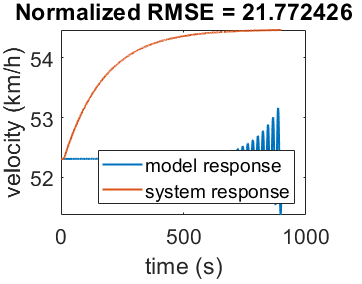 Normalized RMSE = 21.772426
velocity (km/h)
54
53
52
model response
system response
0
500
1000
time (s)